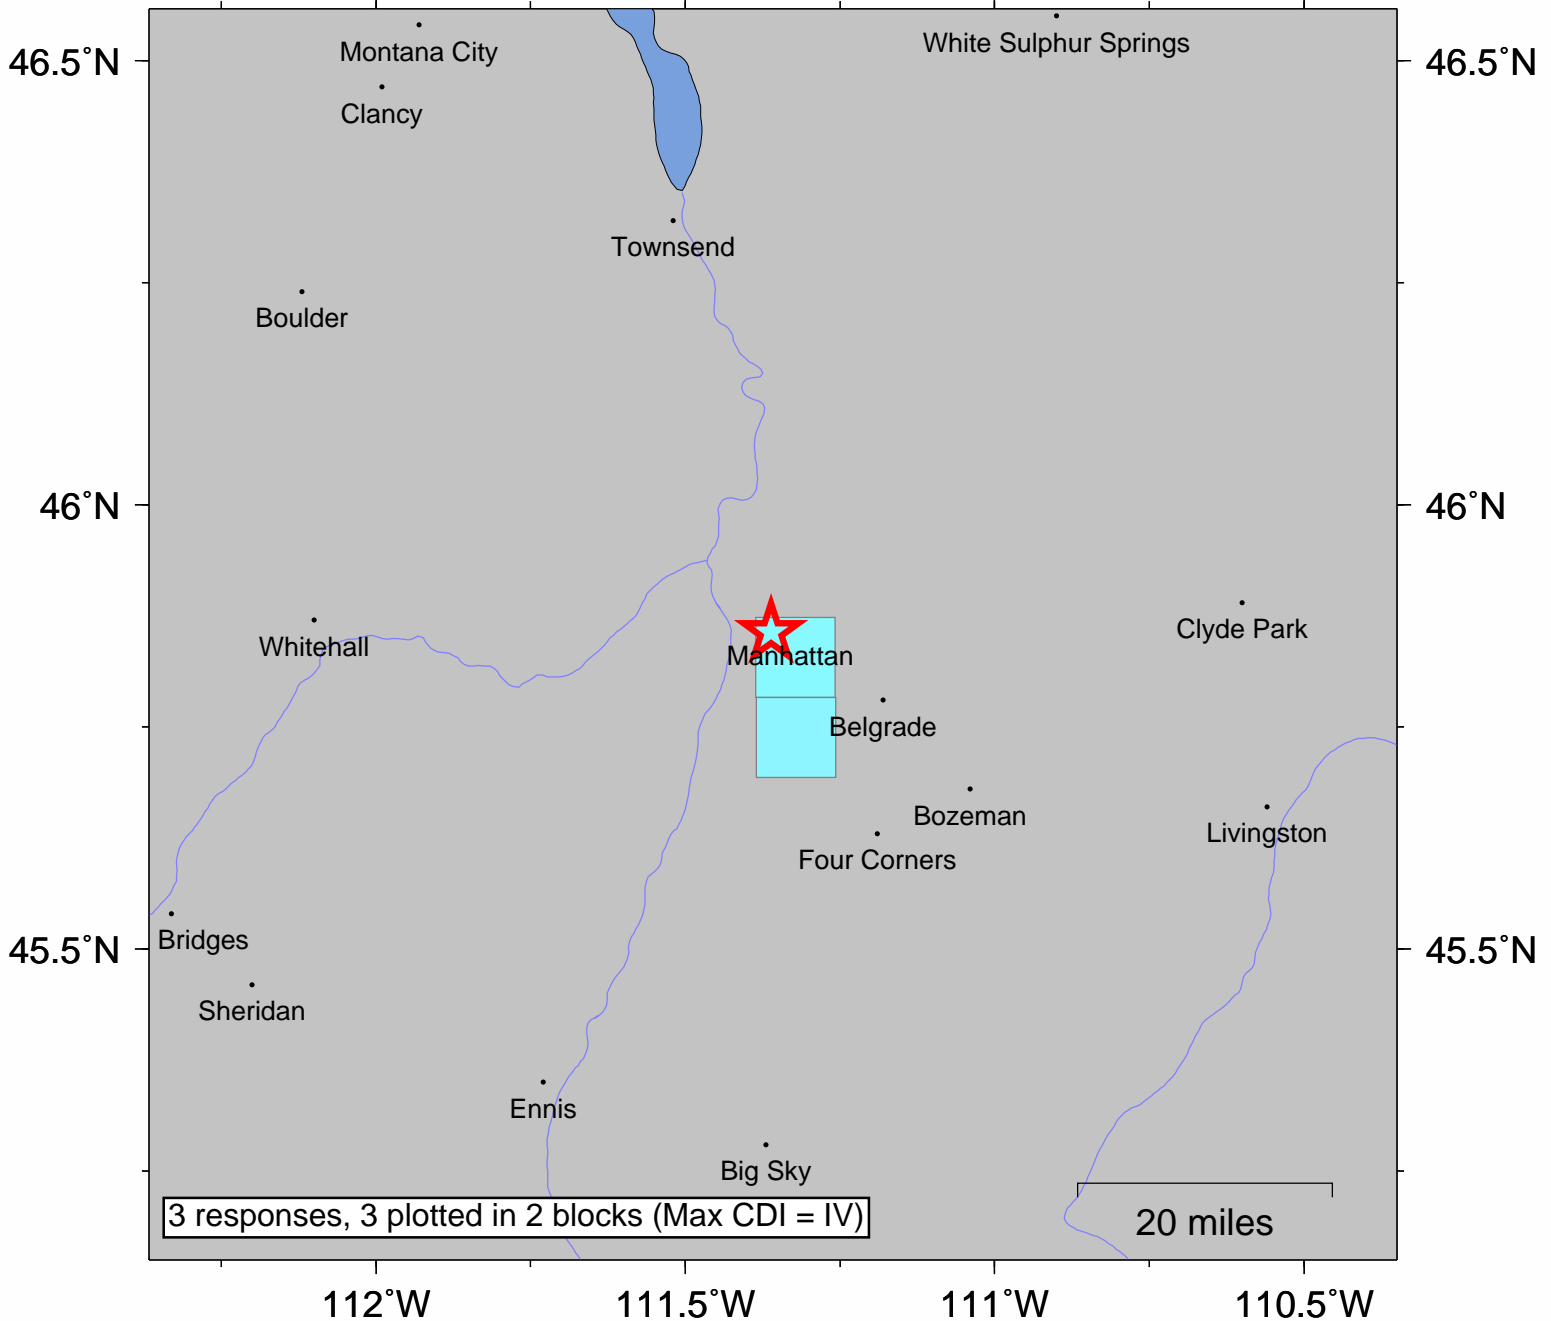 Montana City
White Sulphur Springs
46.5°N
46.5°N
Clancy
Townsend
Boulder
46°N
46°N
Whitehall
Manhattan
Clyde Park
Belgrade
Bozeman
Livingston
Four Corners
Bridges
45.5°N
45.5°N
Sheridan
Ennis
Big Sky
3 responses, 3 plotted in 2 blocks (Max CDI = IV)
20 miles
112°W
111.5°W
111°W
110.5°W